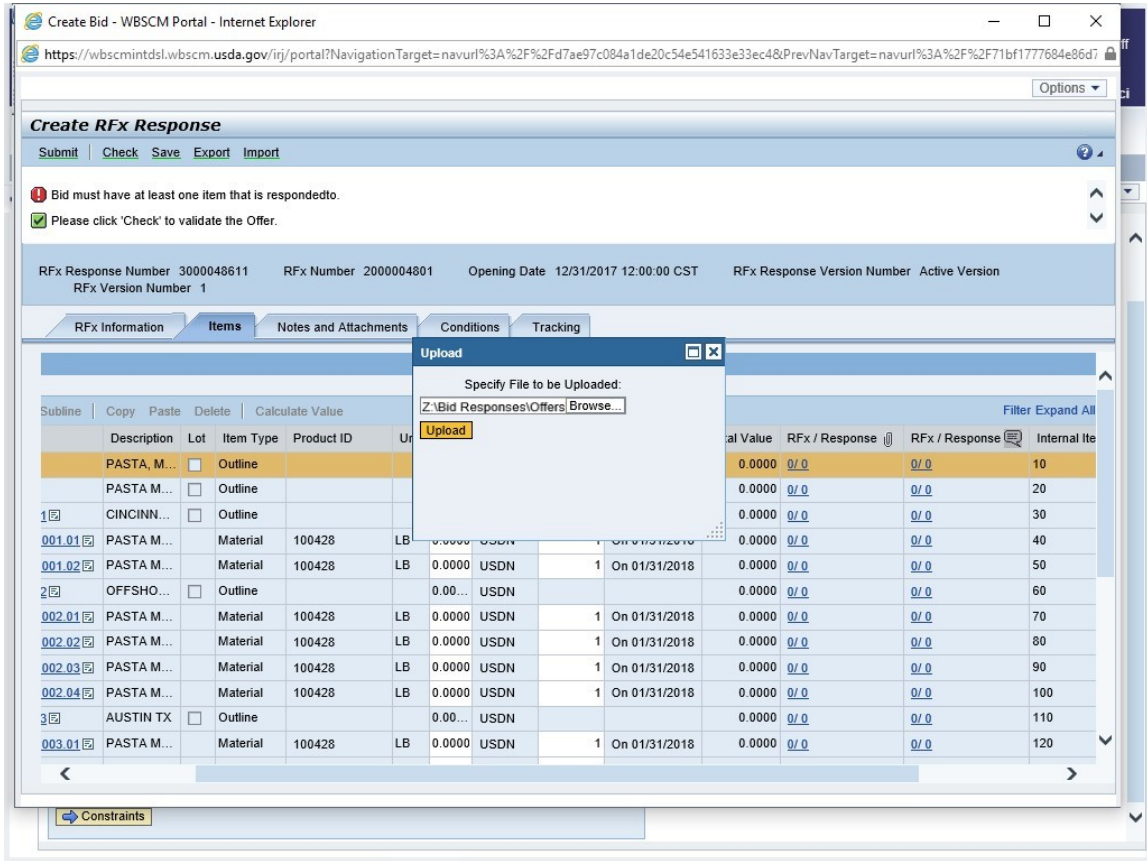 Create Bid - WBSCM Portal - Internet Explorer
https://wbscmintdsl.wbscm.usda.gov/irj/portal?NavigationTarget=navurl%3A%2F%2Fd7ae97c084a1de20c54e541633e33ec4&PrevNavTarget=navurl%3A%2F%2F71bf1777684e86d7
Options
Create RFx Response
Submit Check Save Export Import
Bid must have at least one item that is respondedto.
Please click 'Check' to validate the Offer.
RFx Response Number 3000048611 RFx Number 2000004801 Opening Date 12/31/2017 12:00:00 CST RFx Response Version Number Active Version
RFx Version Number 1
RFx Information Items Notes and Attachments Conditions Tracking
Upload
Specify File to be Uploaded:
Z:\Bid Responses\Offers Browse...
Upload
Subline Copy Paste Delete Calculate Value Filter Expand All
Description Lot Item Type Product ID Un tal Value RFx / Response RFx / Response Internal Ite
PASTA, M... Outline 0.0000 0/ 0 0/ 0 10
PASTA M... Outline 0.0000 0/ 0 0/ 0 20
1 CINCINN... Outline 0.0000 0/ 0 0/ 0 30
001.01 PASTA M... Material 100428 LB 0.0000 USDN 1 On 01/31/2018 0.0000 0/ 0 0/ 0 40
001.02 PASTA M... Material 100428 LB 0.0000 USDN 1 On 01/31/2018 0.0000 0/ 0 0/ 0 50
2 OFFSHO... Outline 0.00... USDN 0.0000 0/ 0 0/ 0 60
002.01 PASTA M... Material 100428 LB 0.0000 USDN 1 On 01/31/2018 0.0000 0/ 0 0/ 0 70
002.02 PASTA M... Material 100428 LB 0.0000 USDN 1 On 01/31/2018 0.0000 0/ 0 0/ 0 80
002.03 PASTA M... Material 100428 LB 0.0000 USDN 1 On 01/31/2018 0.0000 0/ 0 0/ 0 90
002.04 PASTA M... Material 100428 LB 0.0000 USDN 1 On 01/31/2018 0.0000 0/ 0 0/ 0 100
3 AUSTIN TX Outline 0.00... USDN 0.0000 0/ 0 0/ 0 110
003.01 PASTA M... Material 100428 LB 0.0000 USDN 1 On 01/31/2018 0.0000 0/ 0 0/ 0 120
Constraints